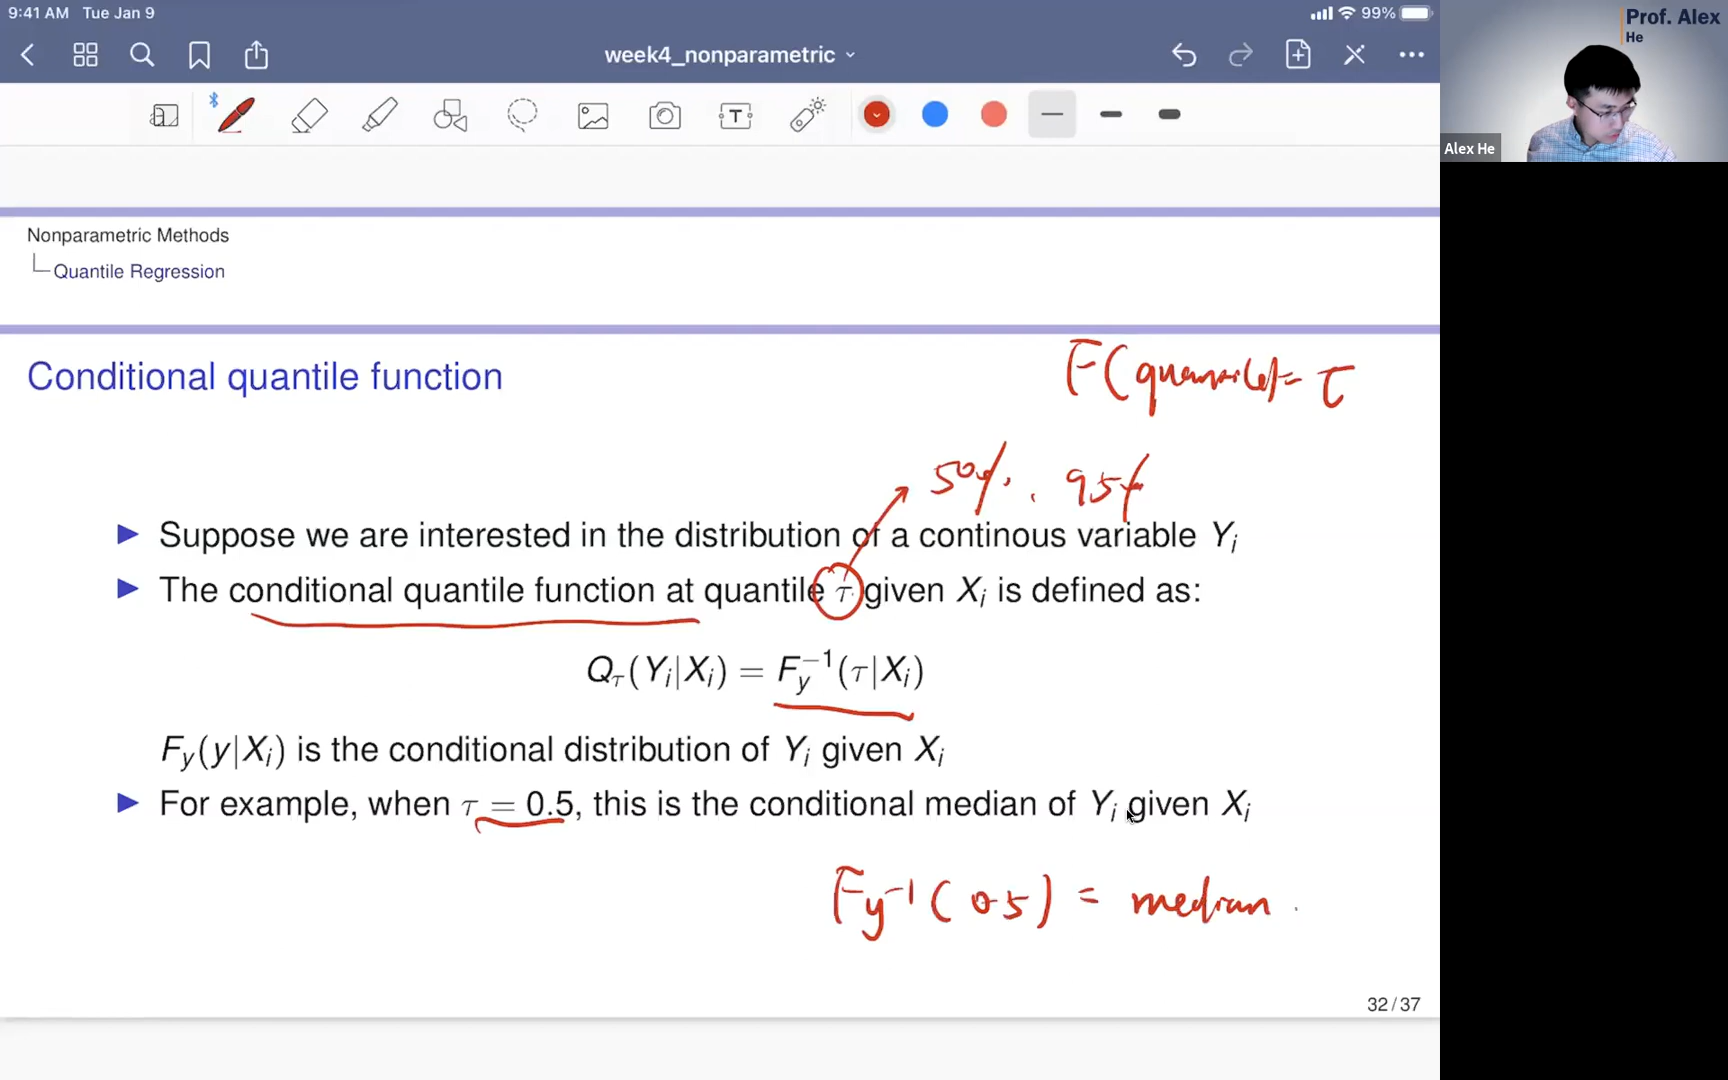 9:41 AM Tue Jan 9
99%
week4_nonparametric
Prof. Alex
He
Alex He
T
Nonparametric Methods
Quantile Regression
Conditional quantile function
F(quantile) = τ
50%. , 95%
Suppose we are interested in the distribution of a continous variable Yᵢ
The conditional quantile function at quantile τ given Xᵢ is defined as:
Q_τ(Yᵢ|Xᵢ) = F_y⁻¹(τ|Xᵢ)
F_y(y|Xᵢ) is the conditional distribution of Yᵢ given Xᵢ
For example, when τ = 0.5, this is the conditional median of Yᵢ given Xᵢ
F_y⁻¹(0.5) = median.
32 / 37